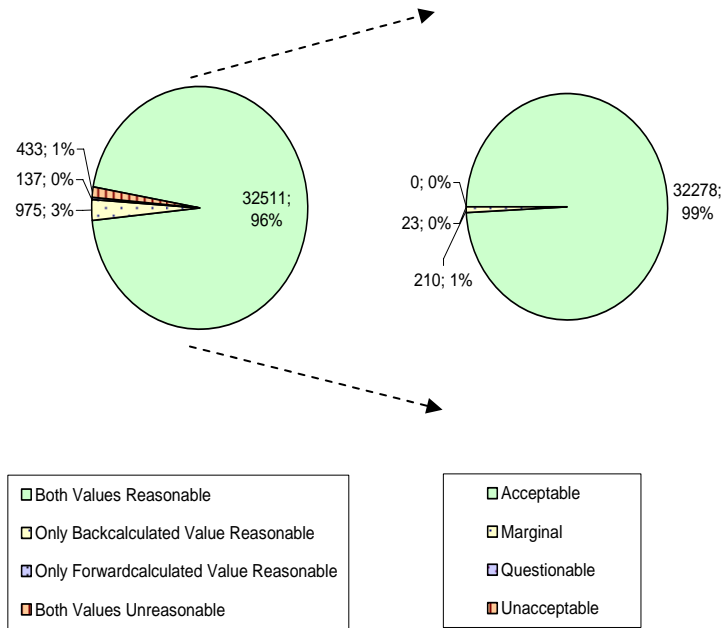 433; 1%
137; 0%
975; 3%
32511;
96%
0; 0%
23; 0%
210; 1%
32278;
99%
Both Values Reasonable
Only Backcalculated Value Reasonable
Only Forwardcalculated Value Reasonable
Both Values Unreasonable
Acceptable
Marginal
Questionable
Unacceptable